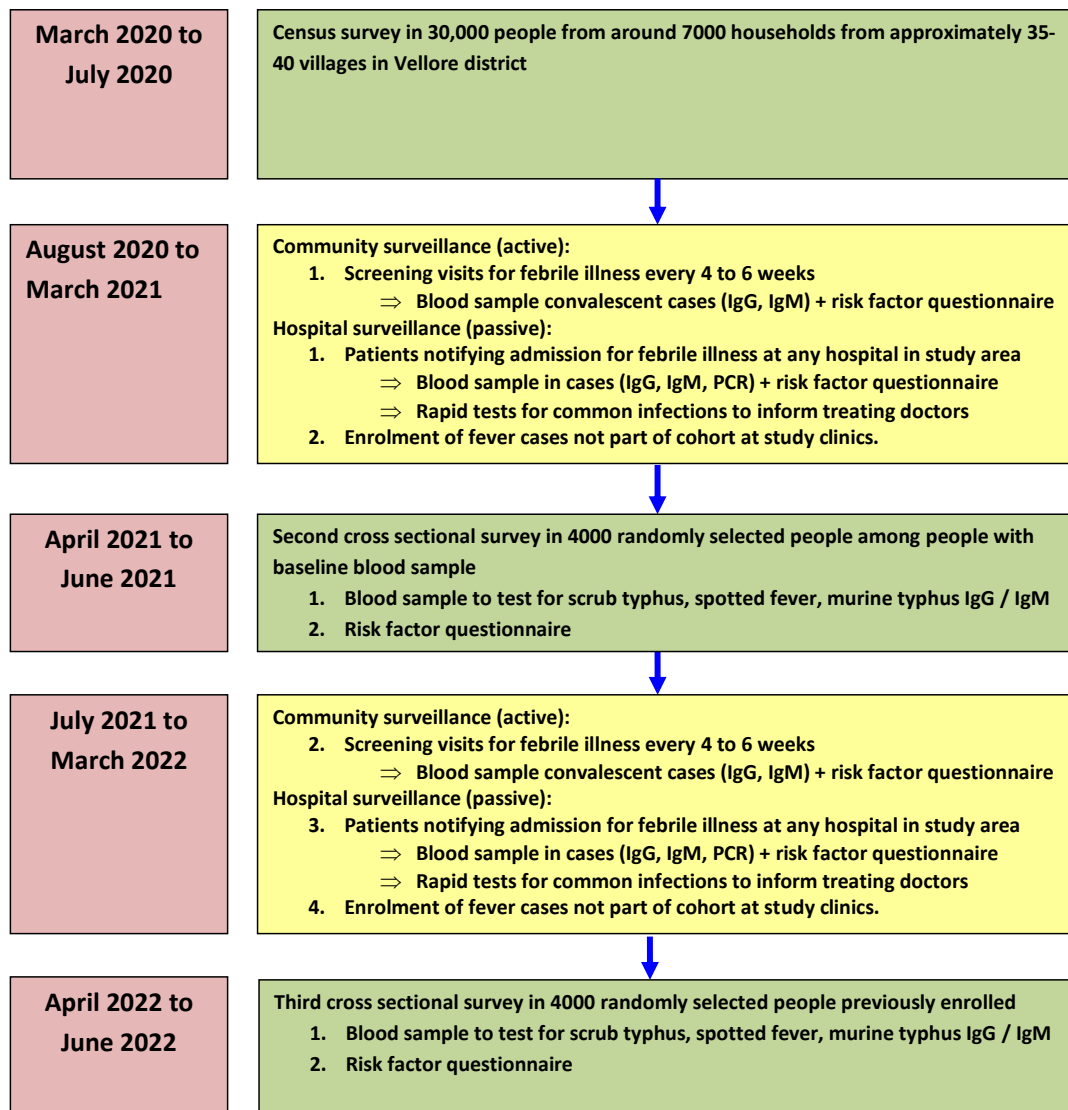 March 2020 to
July 2020
Census survey in 30,000 people from around 7000 households from approximately 35-
40 villages in Vellore district
August 2020 to
March 2021
Community surveillance (active):
1. Screening visits for febrile illness every 4 to 6 weeks
⇒ Blood sample convalescent cases (IgG, IgM) + risk factor questionnaire
Hospital surveillance (passive):
1. Patients notifying admission for febrile illness at any hospital in study area
⇒ Blood sample in cases (IgG, IgM, PCR) + risk factor questionnaire
⇒ Rapid tests for common infections to inform treating doctors
2. Enrolment of fever cases not part of cohort at study clinics.
April 2021 to
June 2021
Second cross sectional survey in 4000 randomly selected people among people with
baseline blood sample
1. Blood sample to test for scrub typhus, spotted fever, murine typhus IgG / IgM
2. Risk factor questionnaire
July 2021 to
March 2022
Community surveillance (active):
2. Screening visits for febrile illness every 4 to 6 weeks
⇒ Blood sample convalescent cases (IgG, IgM) + risk factor questionnaire
Hospital surveillance (passive):
3. Patients notifying admission for febrile illness at any hospital in study area
⇒ Blood sample in cases (IgG, IgM, PCR) + risk factor questionnaire
⇒ Rapid tests for common infections to inform treating doctors
4. Enrolment of fever cases not part of cohort at study clinics.
April 2022 to
June 2022
Third cross sectional survey in 4000 randomly selected people previously enrolled
1. Blood sample to test for scrub typhus, spotted fever, murine typhus IgG / IgM
2. Risk factor questionnaire